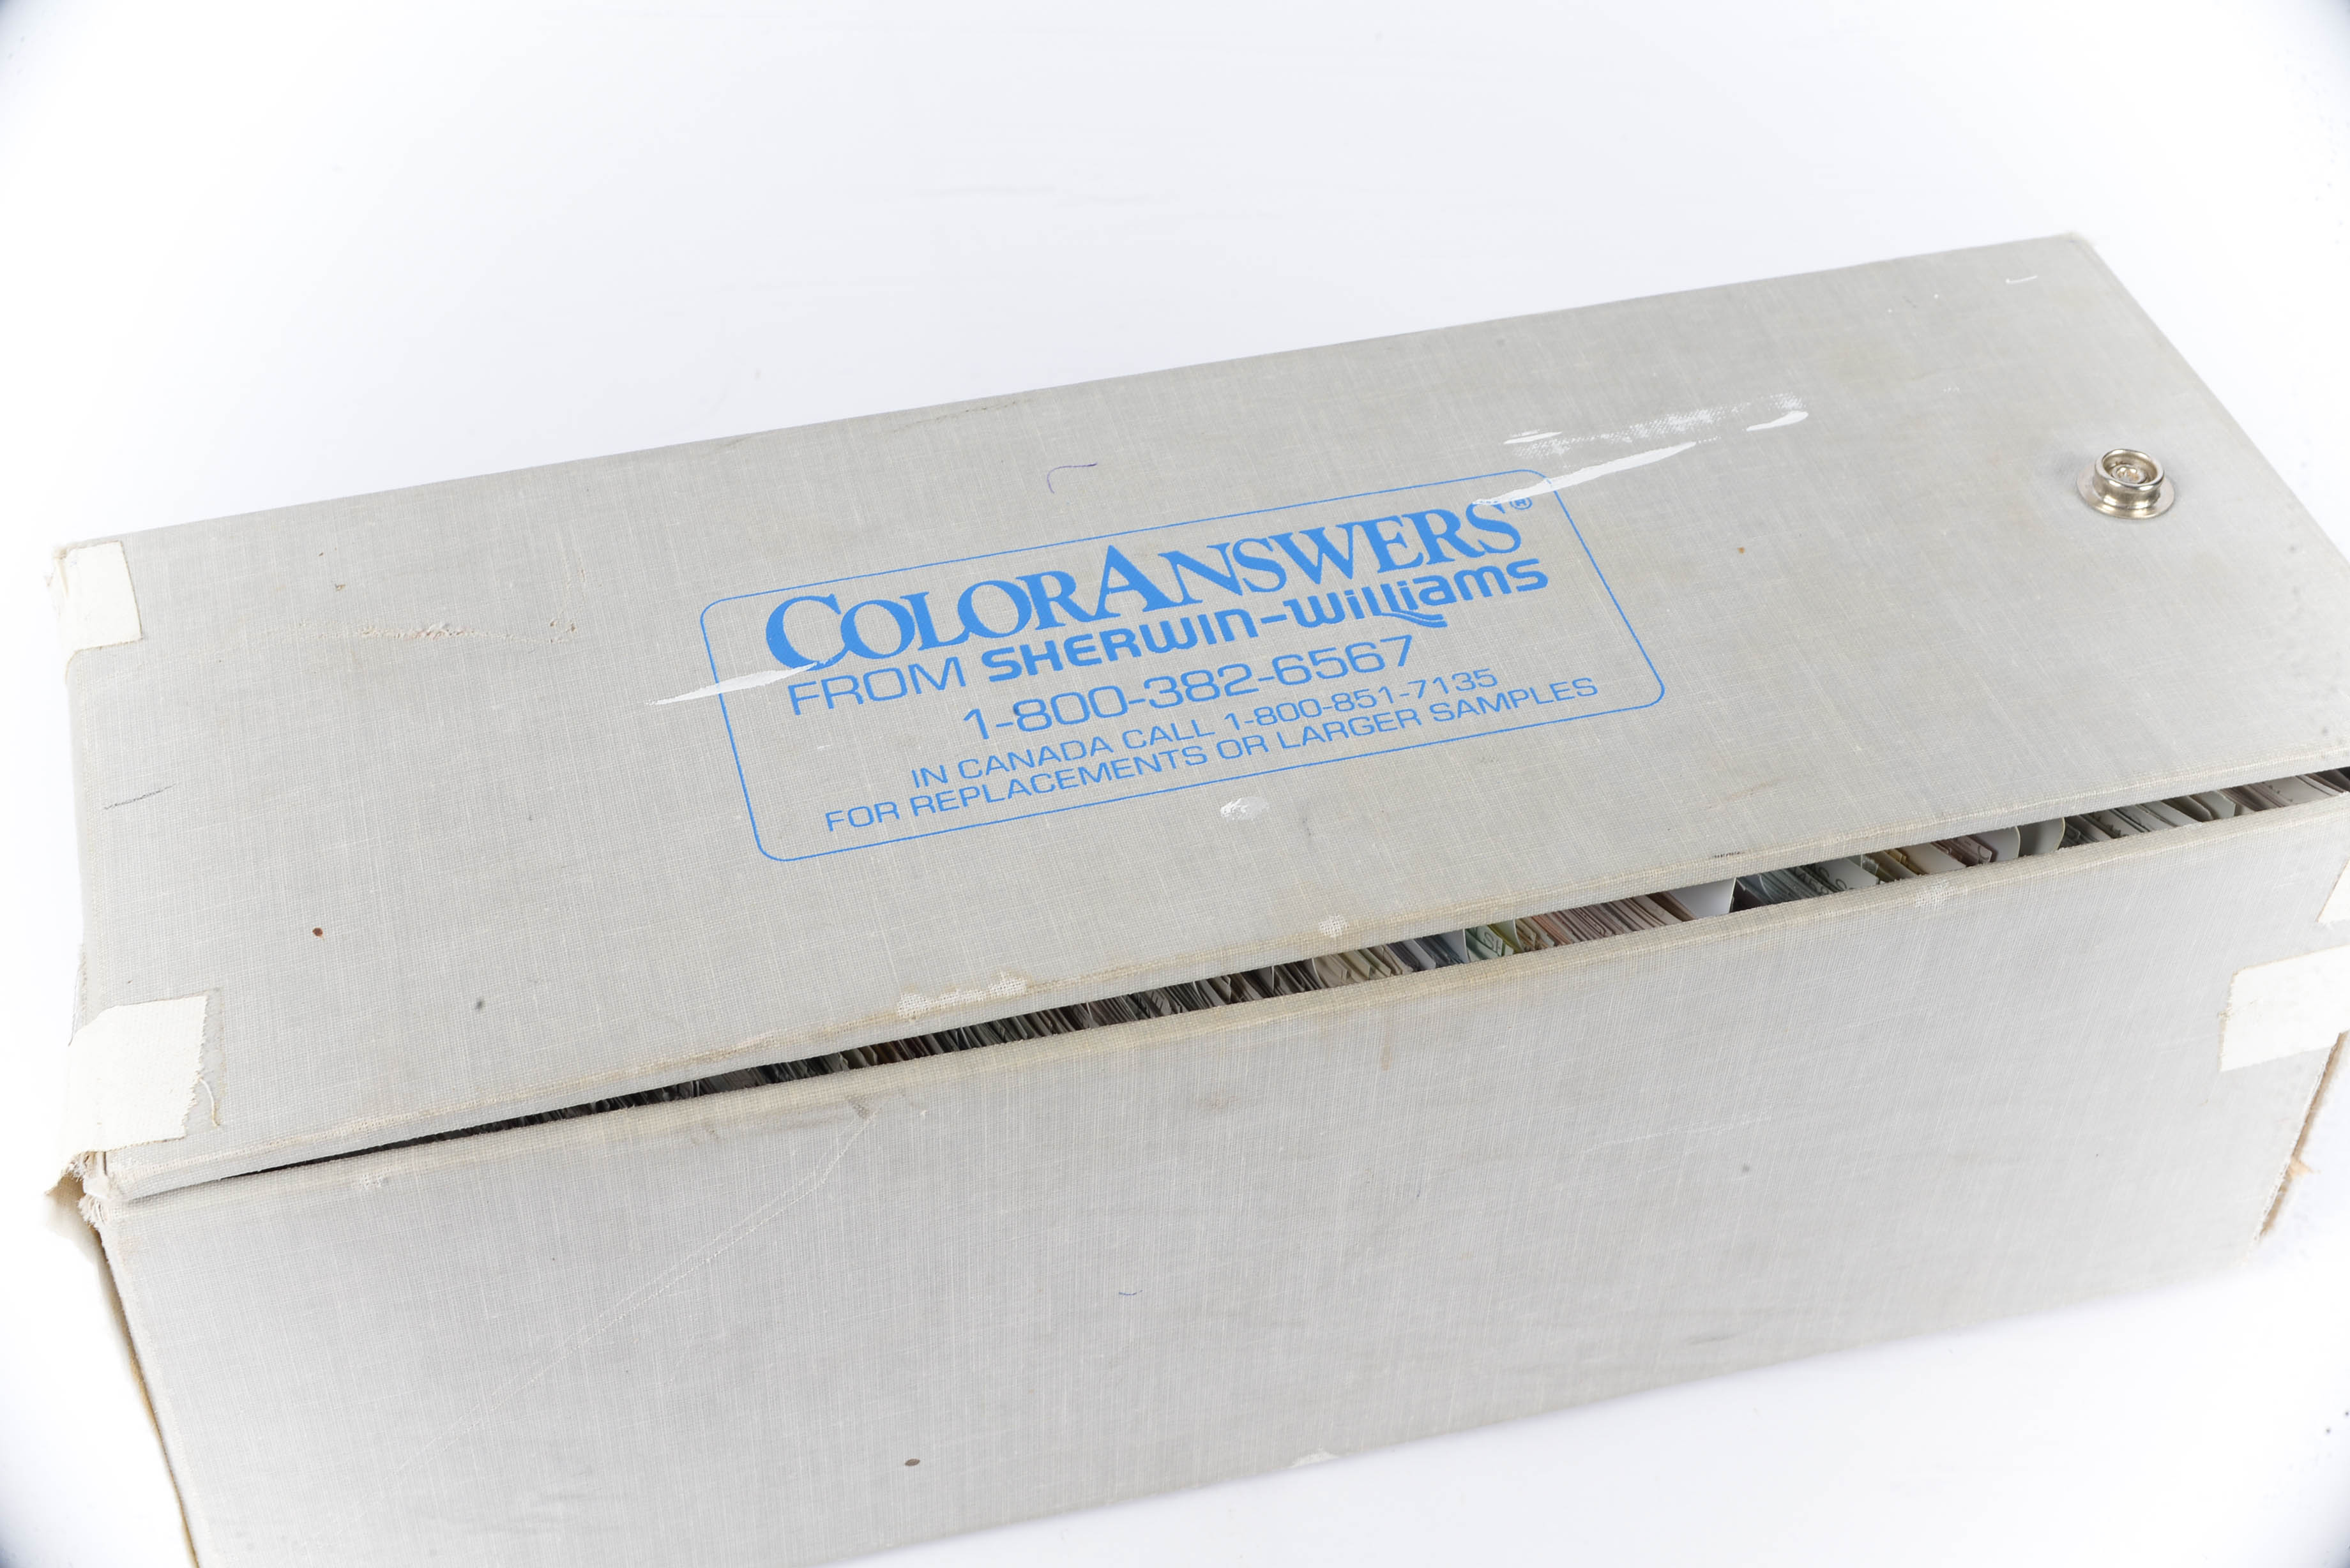 COLORANSWERS®
FROM SHERWIN-WILLIAMS
1-800-382-6567
IN CANADA CALL 1-800-851-7135
FOR REPLACEMENTS OR LARGER SAMPLES